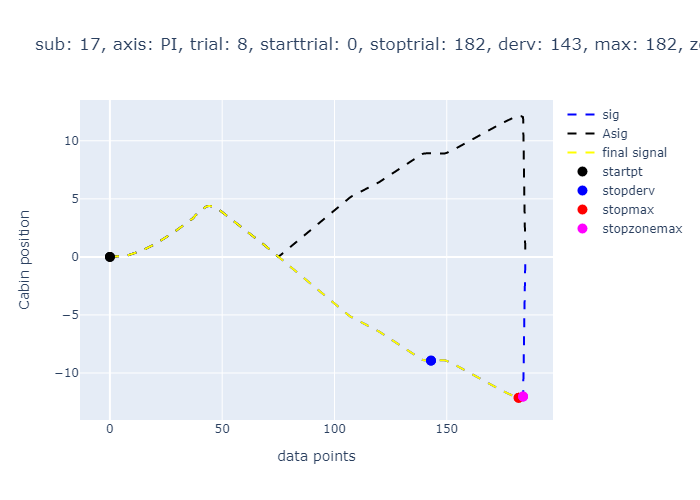 sub: 17, axis: PI, trial: 8, starttrial: 0, stoptrial: 182, derv: 143, max: 182,
10
5
0
−5
−10
Cabin position
0
50
100
150
data points
sig
Asig
final signal
startpt
stopderv
stopmax
stopzonemax